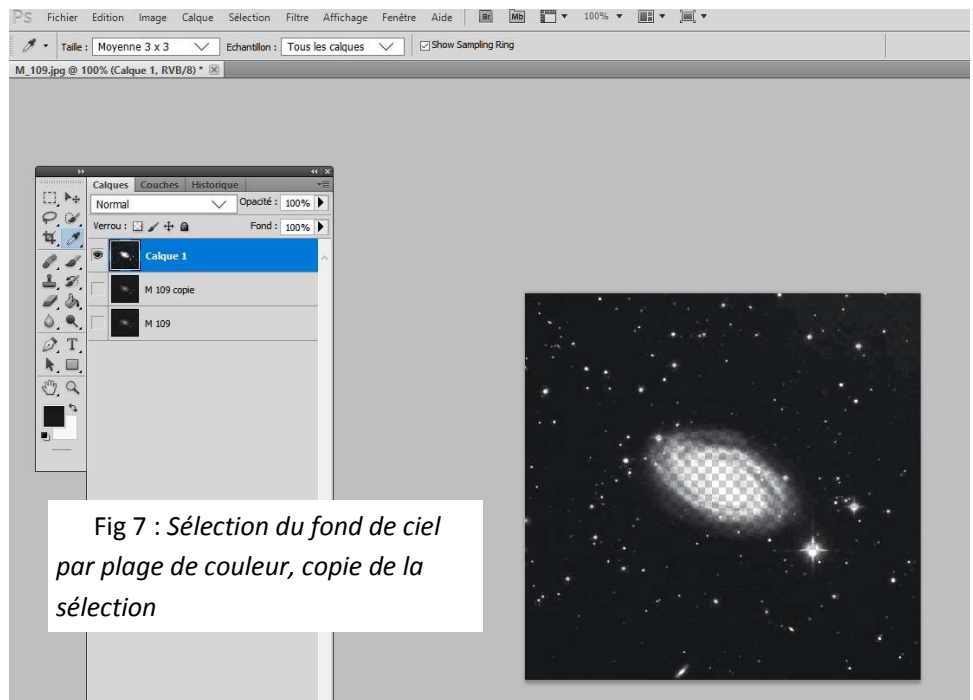 Ps Fichier Edition Image Calque Sélection Filtre Affichage Fenêtre Aide Br Mb 100%
Taille : Moyenne 3 x 3 Echantillon : Tous les calques Show Sampling Ring
M_109.jpg @ 100% (Calque 1, RVB/8) *
Calques Couches Historique
Normal Opacité : 100%
Verrou : Fond : 100%
Calque 1
M 109 copie
M 109
Fig 7 : Sélection du fond de ciel
par plage de couleur, copie de la
sélection